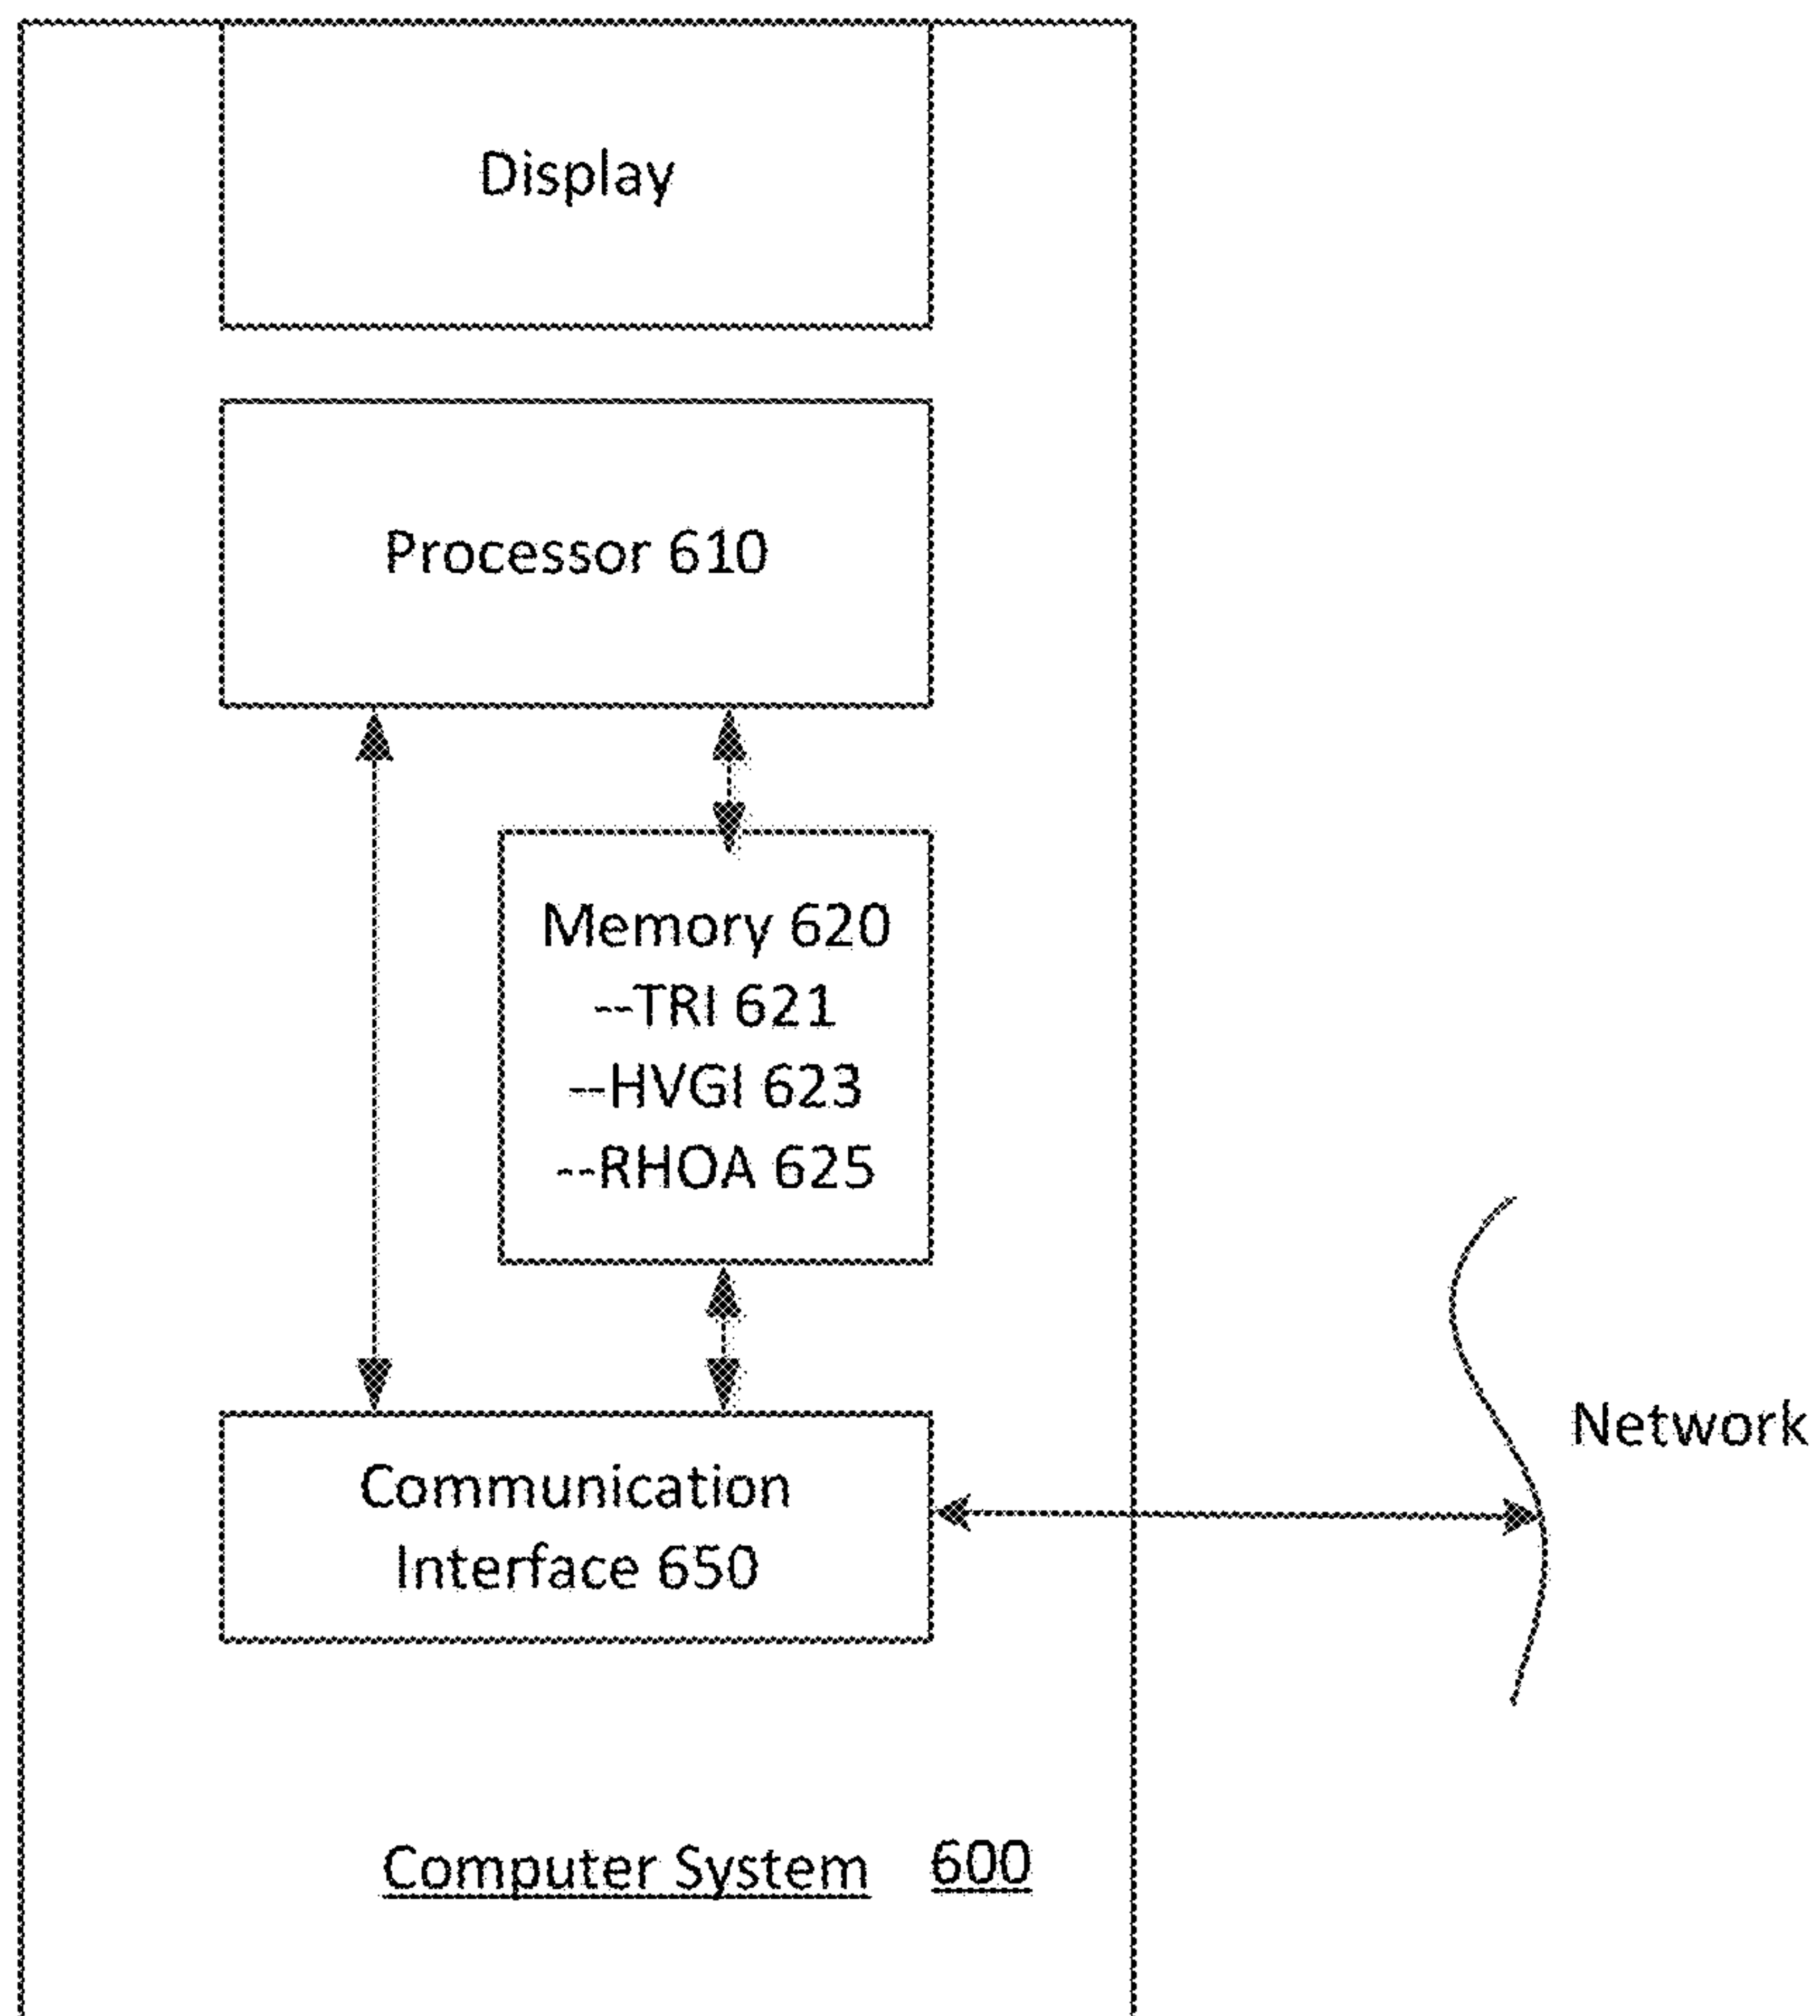 Display
Processor 610
Memory 620
--TRI 621
--HVGI 623
--RHOA 625
Communication
Interface 650
Network
Computer System 600